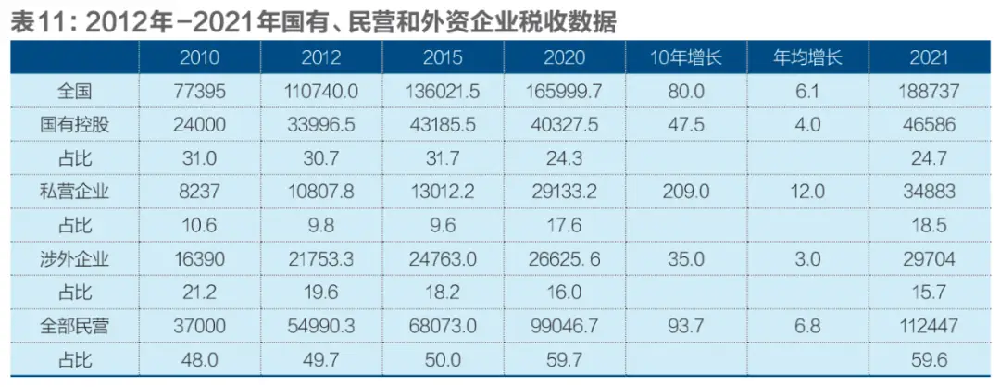 表11：2012年-2021年国有、民营和外资企业税收数据
2010 2012 2015 2020 10年增长 年均增长 2021
全国 77395 110740.0 136021.5 165999.7 80.0 6.1 188737
国有控股 24000 33996.5 43185.5 40327.5 47.5 4.0 46586
占比 31.0 30.7 31.7 24.3 24.7
私营企业 8237 10807.8 13012.2 29133.2 209.0 12.0 34883
占比 10.6 9.8 9.6 17.6 18.5
涉外企业 16390 21753.3 24763.0 26625.6 35.0 3.0 29704
占比 21.2 19.6 18.2 16.0 15.7
全部民营 37000 54990.3 68073.0 99046.7 93.7 6.8 112447
占比 48.0 49.7 50.0 59.7 59.6